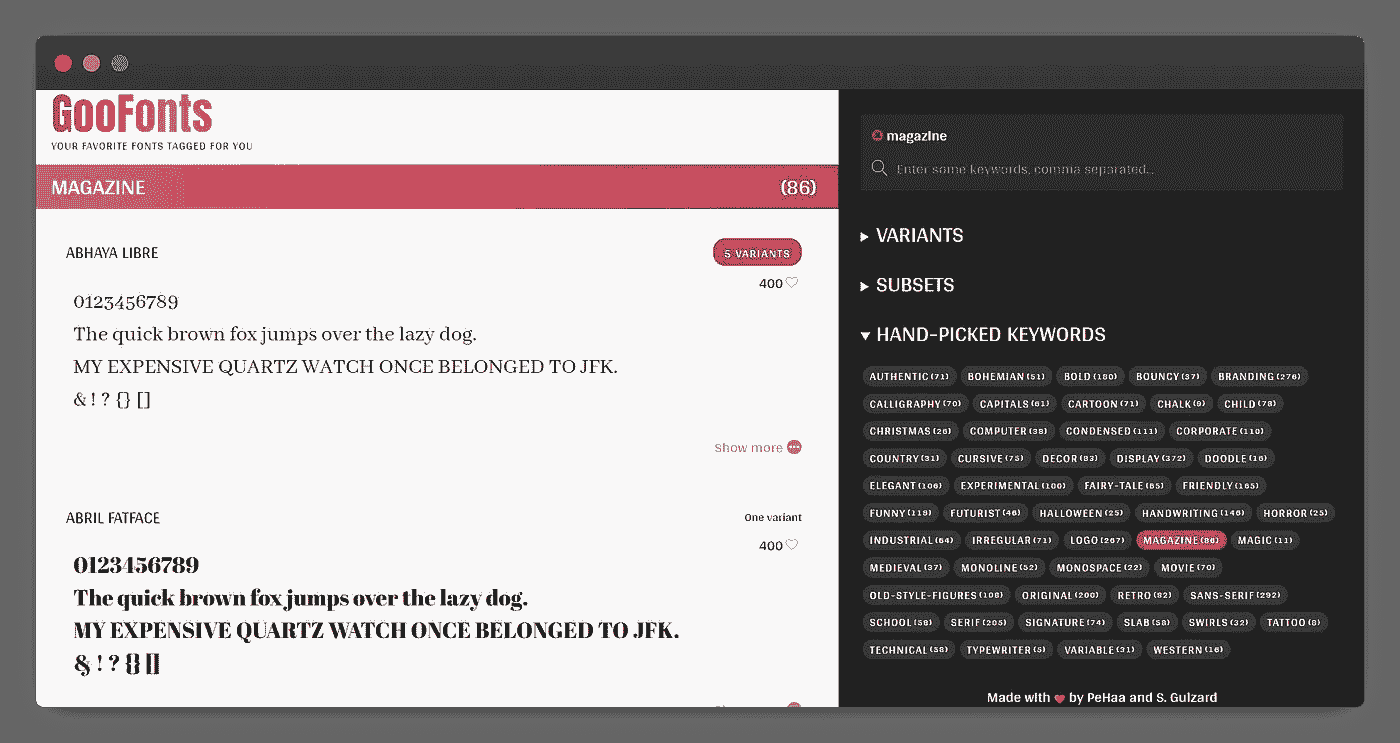 GooFonts
YOUR FAVORITE FONTS TAGGED FOR YOU
MAGAZINE (86)
ABHAYA LIBRE 5 VARIANTS
400
0123456789
The quick brown fox jumps over the lazy dog.
MY EXPENSIVE QUARTZ WATCH ONCE BELONGED TO JFK.
& ! ? {} []
Show more
ABRIL FATFACE One variant
400
0123456789
The quick brown fox jumps over the lazy dog.
MY EXPENSIVE QUARTZ WATCH ONCE BELONGED TO JFK.
& ! ? {} []
magazine
Enter some keywords, comma separated...
VARIANTS
SUBSETS
HAND-PICKED KEYWORDS
AUTHENTIC (71) BOHEMIAN (51) BOLD (180) BOUNCY (37) BRANDING (276)
CALLIGRAPHY (70) CAPITALS (61) CARTOON (71) CHALK (9) CHILD (78)
CHRISTMAS (26) COMPUTER (38) CONDENSED (111) CORPORATE (110)
COUNTRY (31) CURSIVE (75) DECOR (83) DISPLAY (372) DOODLE (16)
ELEGANT (106) EXPERIMENTAL (100) FAIRY-TALE (65) FRIENDLY (165)
FUNNY (119) FUTURIST (46) HALLOWEEN (25) HANDWRITING (146) HORROR (25)
INDUSTRIAL (64) IRREGULAR (71) LOGO (267) MAGAZINE (86) MAGIC (11)
MEDIEVAL (37) MONOLINE (52) MONOSPACE (22) MOVIE (70)
OLD-STYLE-FIGURES (108) ORIGINAL (200) RETRO (82) SANS-SERIF (292)
SCHOOL (59) SERIF (205) SIGNATURE (74) SLAB (58) SWIRLS (32) TATTOO (8)
TECHNICAL (58) TYPEWRITER (5) VARIABLE (31) WESTERN (16)
Made with by PeHaa and S. Gulzard